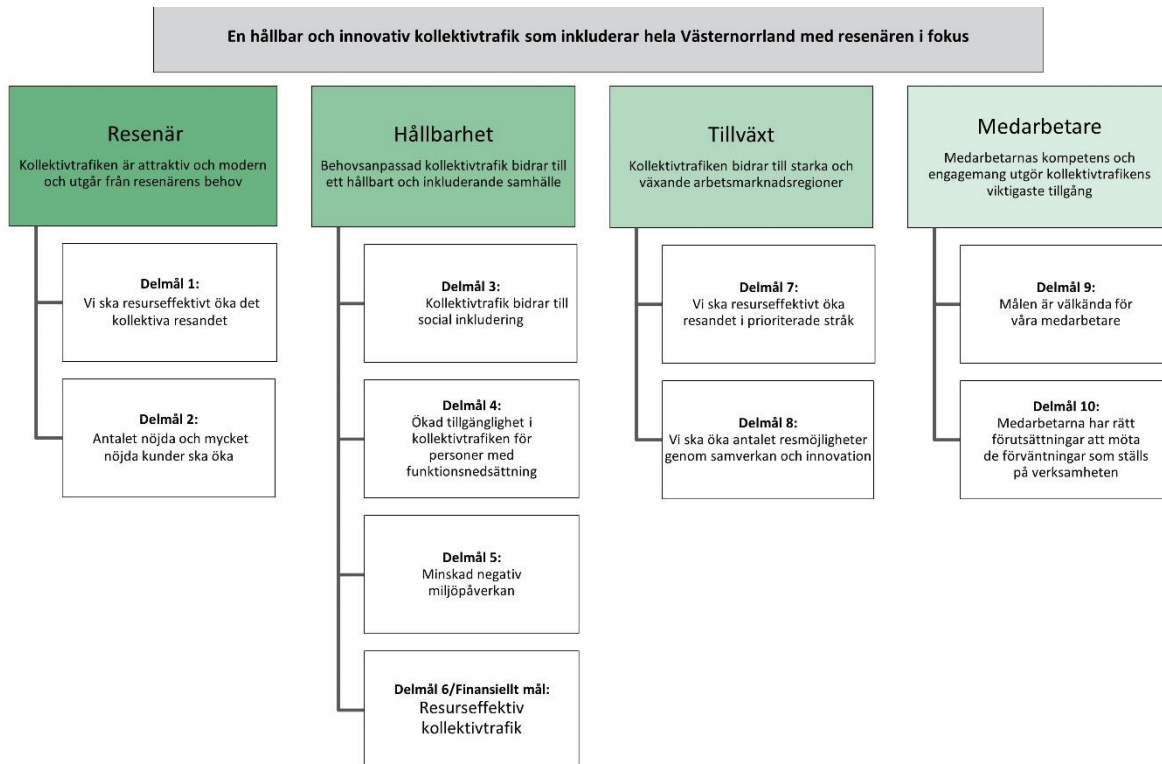 En hållbar och innovativ kollektivtrafik som inkluderar hela Västernorrland med resenären i fokus
Resenär
Kollektivtrafiken är attraktiv och modern
och utgår från resenärens behov
Delmål 1:
Vi ska resurseffektivt öka det
kollektiva resandet
Delmål 2:
Antalet nöjda och mycket
nöjda kunder ska öka
Hållbarhet
Behovsanpassad kollektivtrafik bidrar till
ett hållbart och inkluderande samhälle
Delmål 3:
Kollektivtrafik bidrar till
social inkludering
Delmål 4:
Ökad tillgänglighet i
kollektivtrafiken för
personer med
funktionsnedsättning
Delmål 5:
Minskad negativ
miljöpåverkan
Delmål 6/Finansiellt mål:
Resurseffektiv
kollektivtrafik
Tillväxt
Kollektivtrafiken bidrar till starka och
växande arbetsmarknadsregioner
Delmål 7:
Vi ska resurseffektivt öka
resandet i prioriterade stråk
Delmål 8:
Vi ska öka antalet resmöjligheter
genom samverkan och innovation
Medarbetare
Medarbetarnas kompetens och
engagemang utgör kollektivtrafikens
viktigaste tillgång
Delmål 9:
Målen är välkända för
våra medarbetare
Delmål 10:
Medarbetarna har rätt
förutsättningar att möta
de förväntningar som ställs
på verksamheten